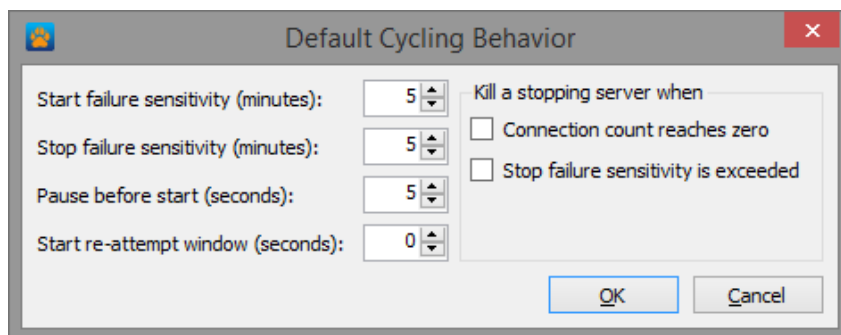 Default Cycling Behavior
Start failure sensitivity (minutes): 5
Stop failure sensitivity (minutes): 5
Pause before start (seconds): 5
Start re-attempt window (seconds): 0
Kill a stopping server when
Connection count reaches zero
Stop failure sensitivity is exceeded
OK Cancel